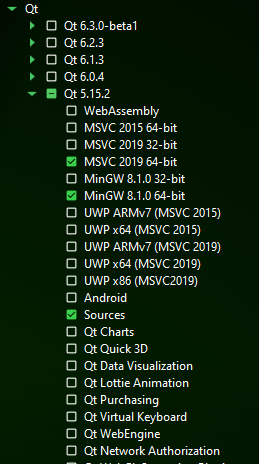 Qt
Qt 6.3.0-beta1
Qt 6.2.3
Qt 6.1.3
Qt 6.0.4
Qt 5.15.2
WebAssembly
MSVC 2015 64-bit
MSVC 2019 32-bit
MSVC 2019 64-bit
MinGW 8.1.0 32-bit
MinGW 8.1.0 64-bit
UWP ARMv7 (MSVC 2015)
UWP x64 (MSVC 2015)
UWP ARMv7 (MSVC 2019)
UWP x64 (MSVC 2019)
UWP x86 (MSVC2019)
Android
Sources
Qt Charts
Qt Quick 3D
Qt Data Visualization
Qt Lottie Animation
Qt Purchasing
Qt Virtual Keyboard
Qt WebEngine
Qt Network Authorization